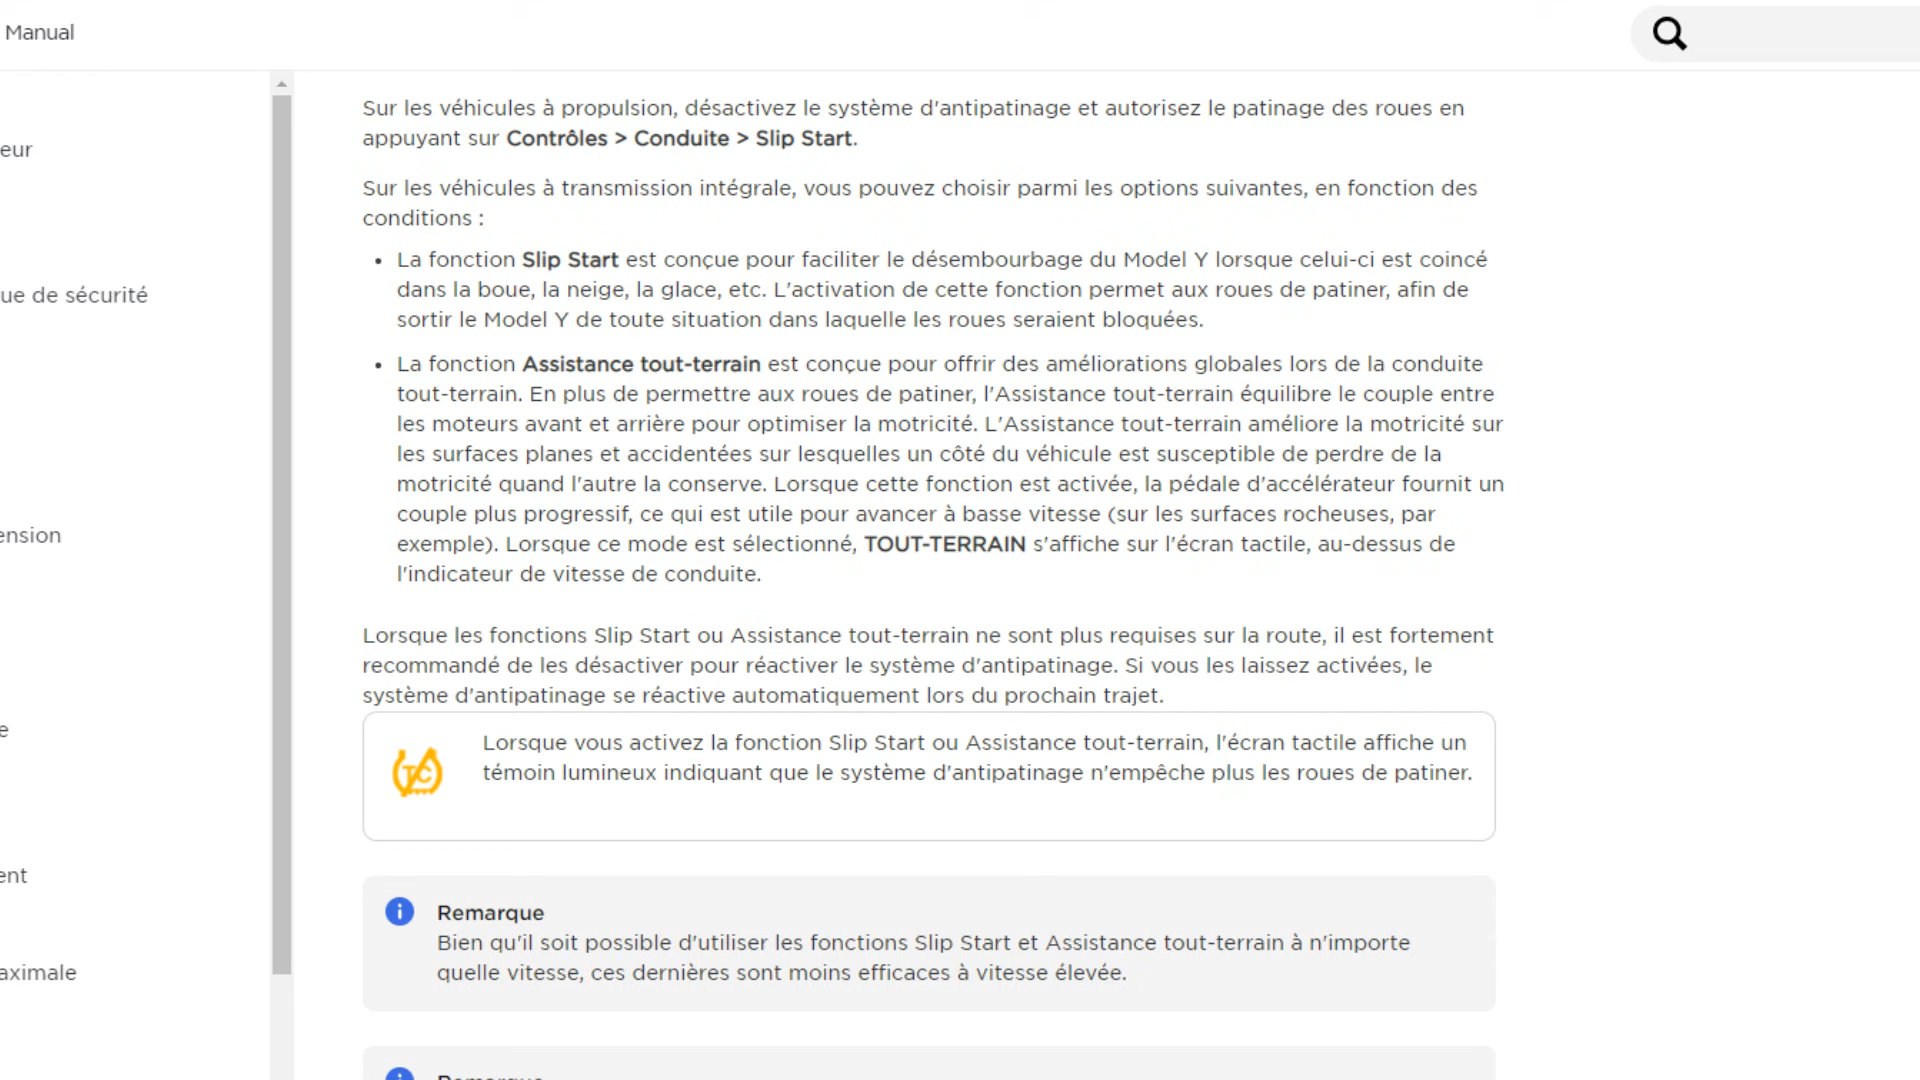 Manual
Sur les véhicules à propulsion, désactivez le système d'antipatinage et autorisez le patinage des roues en
appuyant sur Contrôles > Conduite > Slip Start.
eur
Sur les véhicules à transmission intégrale, vous pouvez choisir parmi les options suivantes, en fonction des
conditions :
• La fonction Slip Start est conçue pour faciliter le désembourbage du Model Y lorsque celui-ci est coincé
dans la boue, la neige, la glace, etc. L'activation de cette fonction permet aux roues de patiner, afin de
ue de sécurité
sortir le Model Y de toute situation dans laquelle les roues seraient bloquées.
• La fonction Assistance tout-terrain est conçue pour offrir des améliorations globales lors de la conduite
tout-terrain. En plus de permettre aux roues de patiner, l'Assistance tout-terrain équilibre le couple entre
les moteurs avant et arrière pour optimiser la motricité. L'Assistance tout-terrain améliore la motricité sur
les surfaces planes et accidentées sur lesquelles un côté du véhicule est susceptible de perdre de la
motricité quand l'autre la conserve. Lorsque cette fonction est activée, la pédale d'accélérateur fournit un
couple plus progressif, ce qui est utile pour avancer à basse vitesse (sur les surfaces rocheuses, par
ension
exemple). Lorsque ce mode est sélectionné, TOUT-TERRAIN s'affiche sur l'écran tactile, au-dessus de
l'indicateur de vitesse de conduite.
Lorsque les fonctions Slip Start ou Assistance tout-terrain ne sont plus requises sur la route, il est fortement
recommandé de les désactiver pour réactiver le système d'antipatinage. Si vous les laissez activées, le
système d'antipatinage se réactive automatiquement lors du prochain trajet.
e
TC
Lorsque vous activez la fonction Slip Start ou Assistance tout-terrain, l'écran tactile affiche un
témoin lumineux indiquant que le système d'antipatinage n'empêche plus les roues de patiner.
ent
Remarque
Bien qu'il soit possible d'utiliser les fonctions Slip Start et Assistance tout-terrain à n'importe
quelle vitesse, ces dernières sont moins efficaces à vitesse élevée.
aximale
Remarque